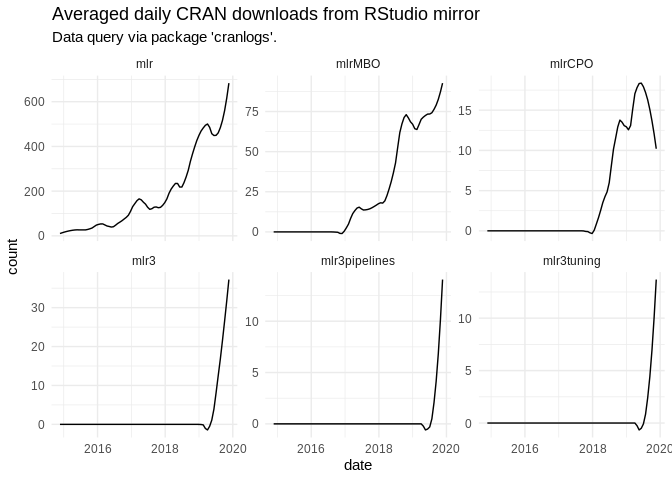 Averaged daily CRAN downloads from RStudio mirror
Data query via package 'cranlogs'.
mlr
mlrMBO
mlrCPO
600
400
200
0
75
50
25
0
15
10
5
0
count
mlr3
mlr3pipelines
mlr3tuning
30
20
10
0
10
5
0
10
5
0
2016 2018 2020
2016 2018 2020
2016 2018 2020
date